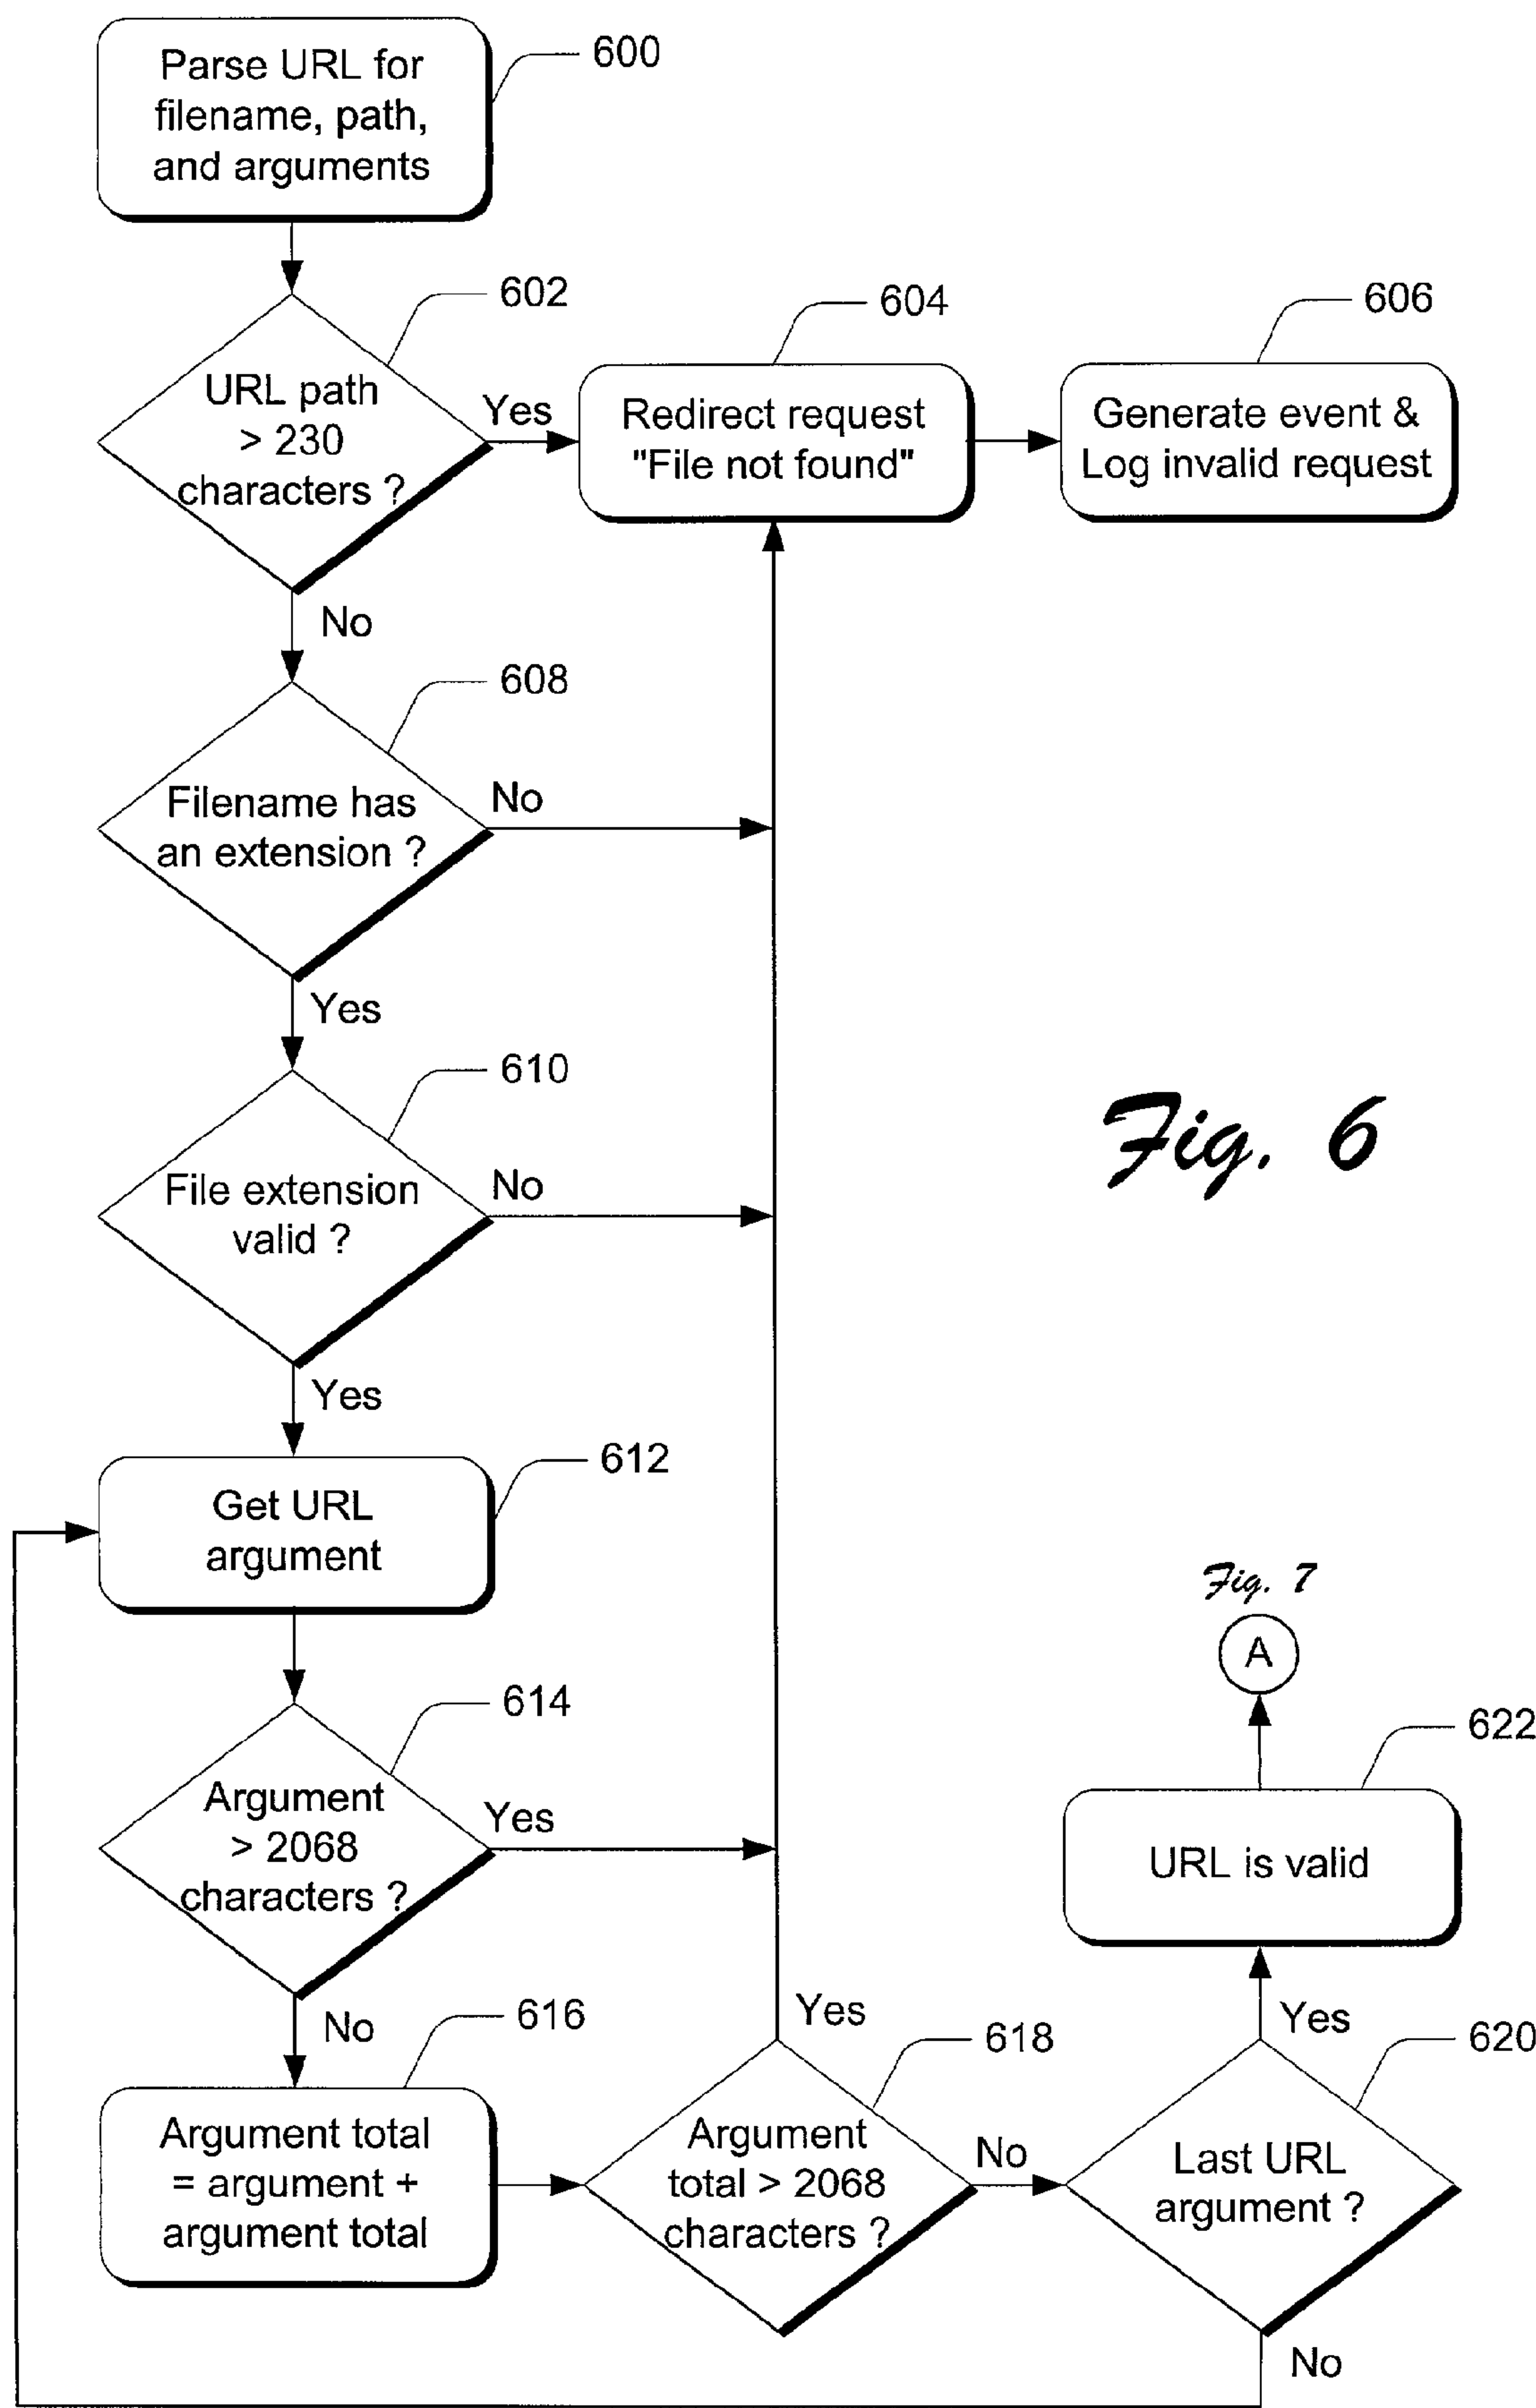 Parse URL for
filename, path,
and arguments
600
602
URL path
> 230
characters ?
Yes
No
604
Redirect request
"File not found"
606
Generate event &
Log invalid request
608
Filename has
an extension ?
No
Yes
610
File extension
valid ?
No
Yes
Fig. 6
612
Get URL
argument
614
Argument
> 2068
characters ?
Yes
No
616
Argument total
= argument +
argument total
618
Argument
total > 2068
characters ?
Yes
No
620
Last URL
argument ?
Yes
No
622
URL is valid
A
Fig. 7